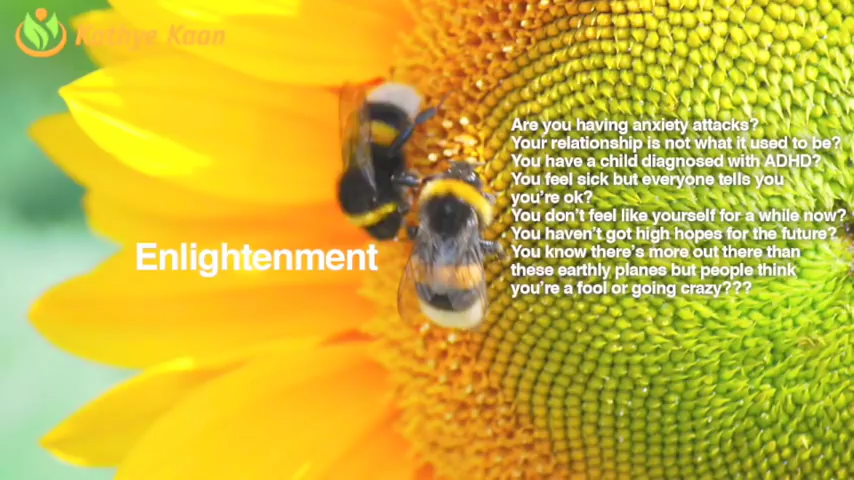 Kathye Kaan
Enlightenment
Are you having anxiety attacks?
Your relationship is not what it used to be?
You have a child diagnosed with ADHD?
You feel sick but everyone tells you
you're ok?
You don't feel like yourself for a while now?
You haven't got high hopes for the future?
You know there's more out there than
these earthly planes but people think
you're a fool or going crazy???